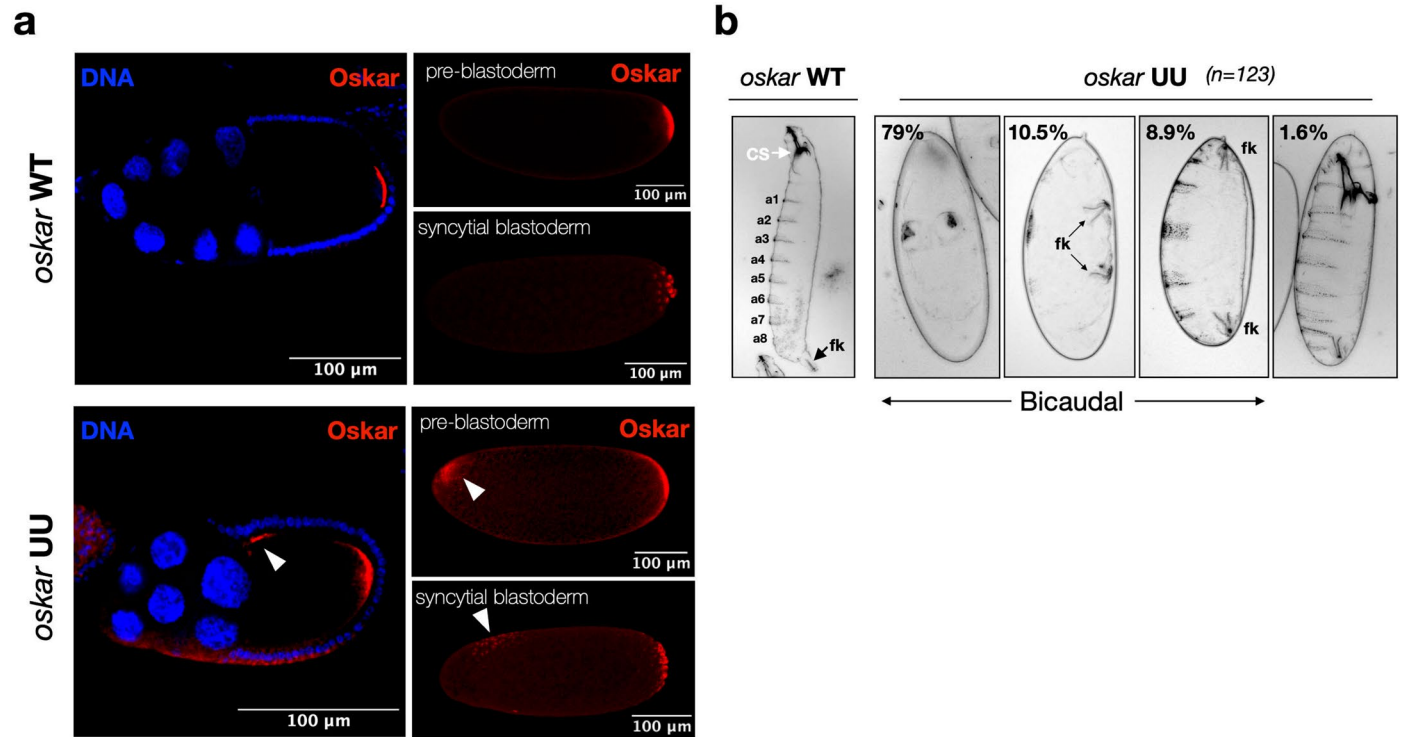 a
oskar WT
DNA Oskar
100 μm
pre-blastoderm Oskar
100 μm
syncytial blastoderm
100 μm
oskar UU
DNA Oskar
100 μm
pre-blastoderm Oskar
100 μm
syncytial blastoderm
100 μm
b
oskar WT
oskar UU (n=123)
cs
a1
a2
a3
a4
a5
a6
a7
a8
fk
79%
10.5%
fk
8.9%
fk
fk
1.6%
Bicaudal